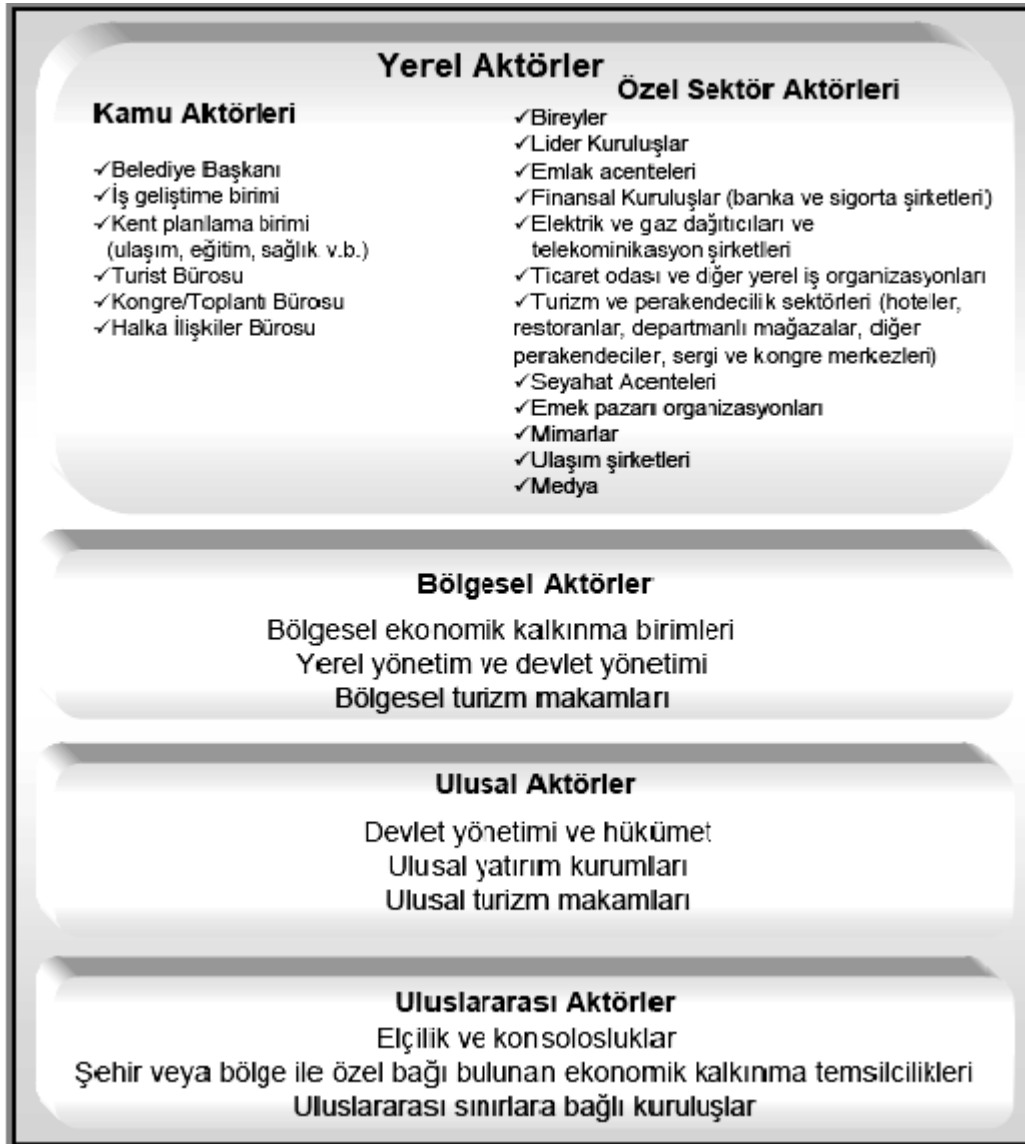 Yerel Aktörler
Kamu Aktörleri
✓Belediye Başkanı
✓İş geliştime birimi
✓Kent planlama birimi
(ulaşım, eğitim, sağlık v.b.)
✓Turist Bürosu
✓Kongre/Toplantı Bürosu
✓Halka İlişkiler Bürosu
Özel Sektör Aktörleri
✓Bireyler
✓Lider Kuruluşlar
✓Emlak acenteleri
✓Finansal Kuruluşlar (banka ve sigorta şirketleri)
✓Elektrik ve gaz dağıtıcıları ve
telekominikasyon şirketleri
✓Ticaret odası ve diğer yerel iş organizasyonları
✓Turizm ve perakendecilik sektörleri (hoteller,
restoranlar, departmanlı mağazalar, diğer
perakendeciler, sergi ve kongre merkezleri)
✓Seyahat Acenteleri
✓Emek pazarı organizasyonları
✓Mimarlar
✓Ulaşım şirketleri
✓Medya
Bölgesel Aktörler
Bölgesel ekonomik kalkınma birimleri
Yerel yönetim ve devlet yönetimi
Bölgesel turizm makamları
Ulusal Aktörler
Devlet yönetimi ve hükümet
Ulusal yatırım kurumları
Ulusal turizm makamları
Uluslararası Aktörler
Elçilik ve konsolosluklar
Şehir veya bölge ile özel bağı bulunan ekonomik kalkınma temsilcilikleri
Uluslararası sınırlara bağlı kuruluşlar